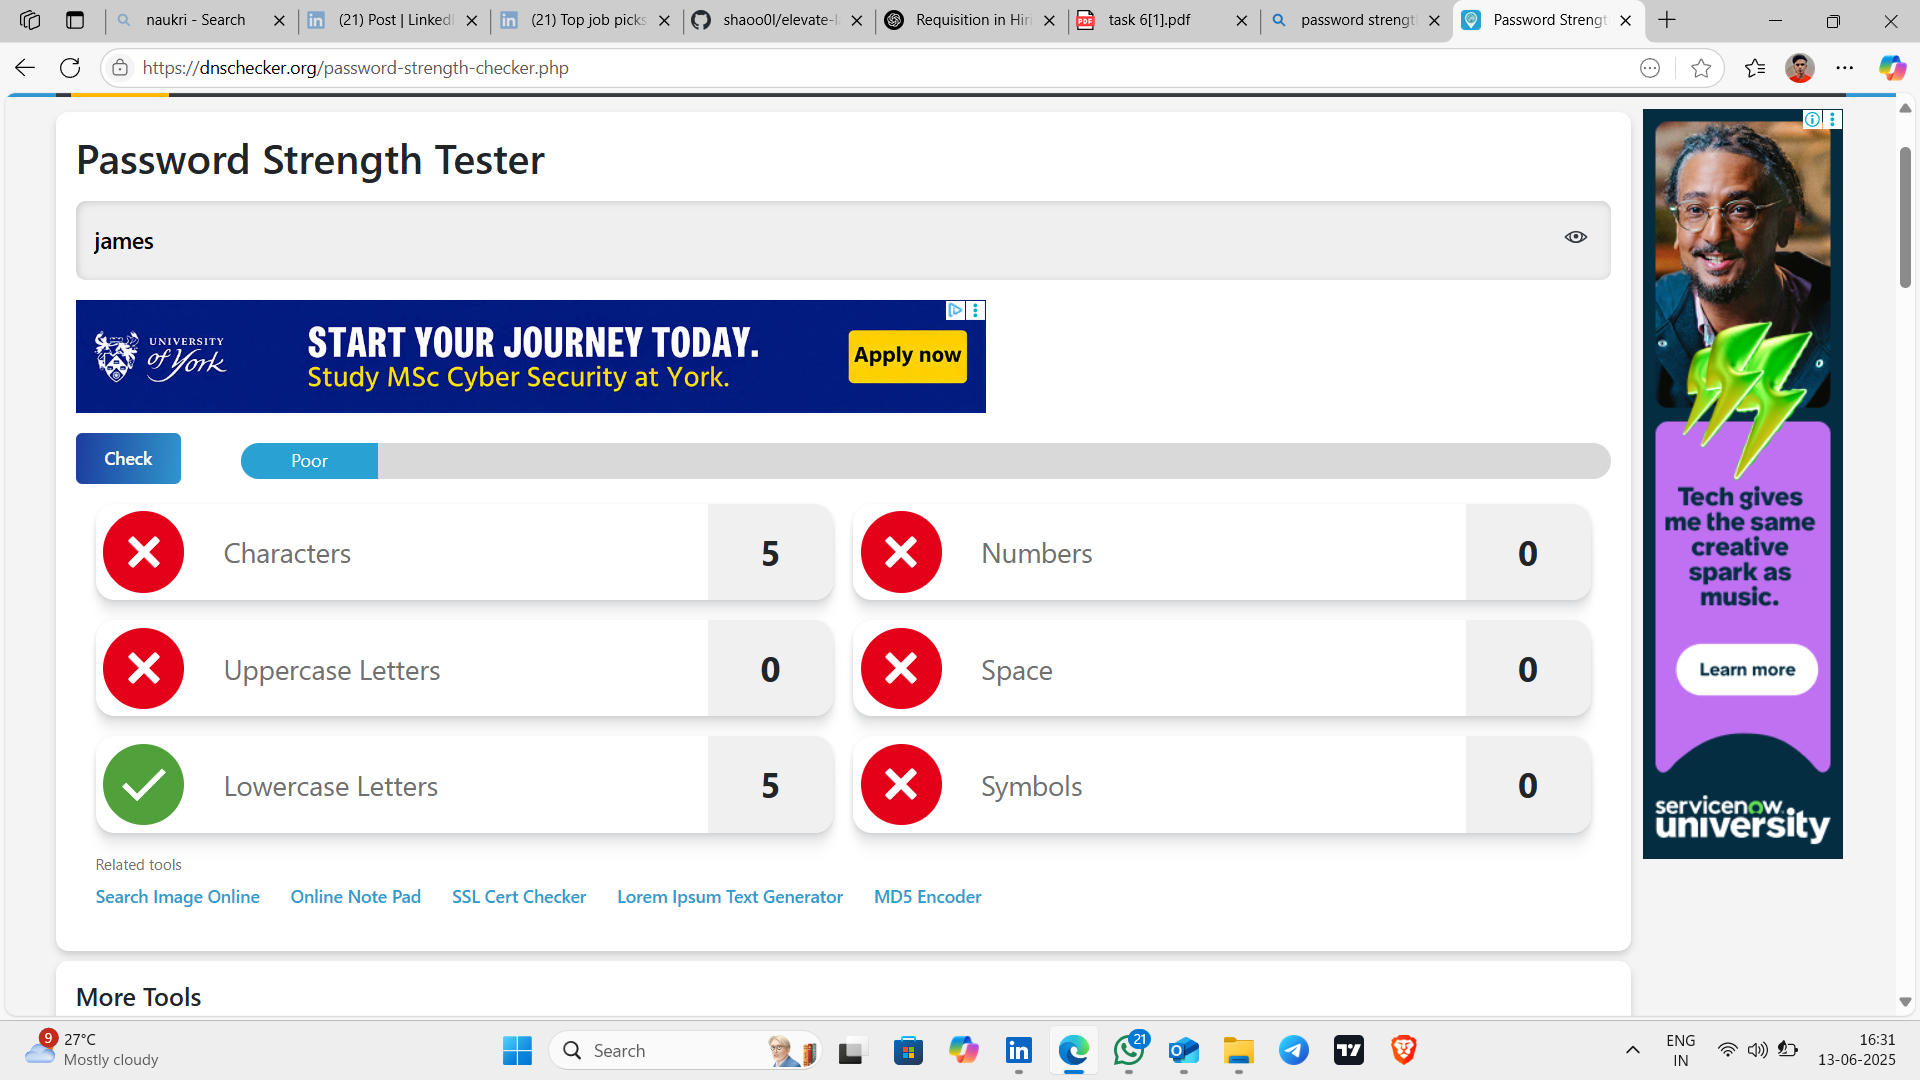 naukri - Search
(21) Post | LinkedI
(21) Top job picks
shaoo0l/elevate-l
Requisition in Hiri
task 6[1].pdf
password strengt
Password Strengt
https://dnschecker.org/password-strength-checker.php
Password Strength Tester
james
UNIVERSITY
of York
START YOUR JOURNEY TODAY.
Study MSc Cyber Security at York.
Apply now
Check
Poor
Characters 5
Numbers 0
Uppercase Letters 0
Space 0
Lowercase Letters 5
Symbols 0
Related tools
Search Image Online Online Note Pad SSL Cert Checker Lorem Ipsum Text Generator MD5 Encoder
More Tools
Tech gives
me the same
creative
spark as
music.
Learn more
servicenow
university
9
27°C
Mostly cloudy
Search
21
ENG
IN
16:31
13-06-2025